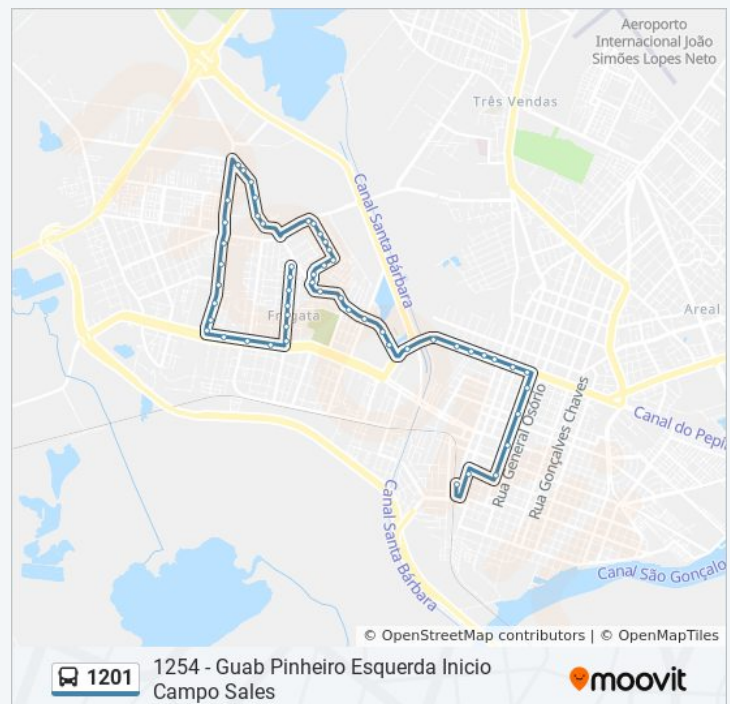 Aeroporto
Internacional João
Simões Lopes Neto
Três Vendas
Canal Santa Bárbara
Fragata
Areal
Rua General Osório
Rua Gonçalves Chaves
Canal do Pepi
Canal Santa Bárbara
Canal São Gonçalo
© OpenStreetMap contributors | © OpenMapTiles
1201
1254 - Guab Pinheiro Esquerda Inicio
Campo Sales
moovit